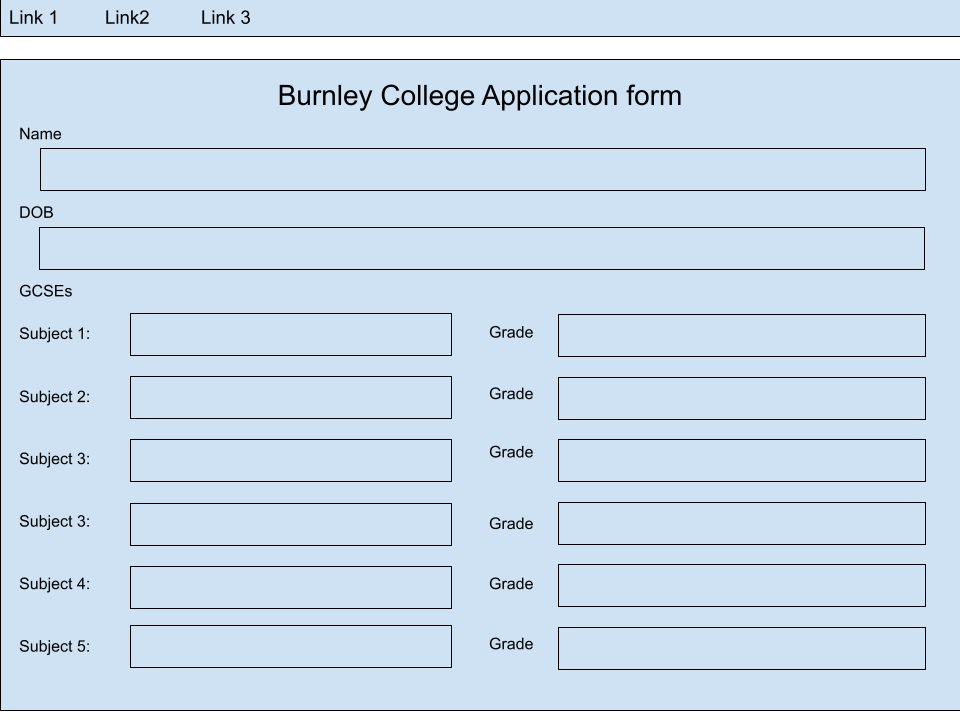 Link 1 Link2 Link 3
Burnley College Application form
Name
DOB
GCSEs
Subject 1: Grade
Subject 2: Grade
Subject 3: Grade
Subject 3: Grade
Subject 4: Grade
Subject 5: Grade